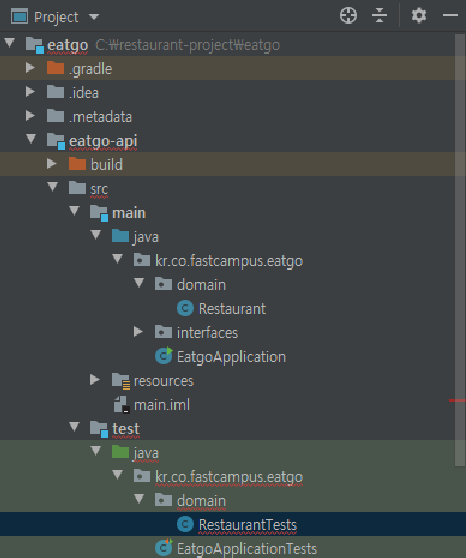 Project
eatgo C:₩restaurant-project₩eatgo
.gradle
.idea
.metadata
eatgo-api
build
src
main
java
kr.co.fastcampus.eatgo
domain
C Restaurant
interfaces
C EatgoApplication
resources
main.iml
test
java
kr.co.fastcampus.eatgo
domain
C RestaurantTests
C EatgoApplicationTests